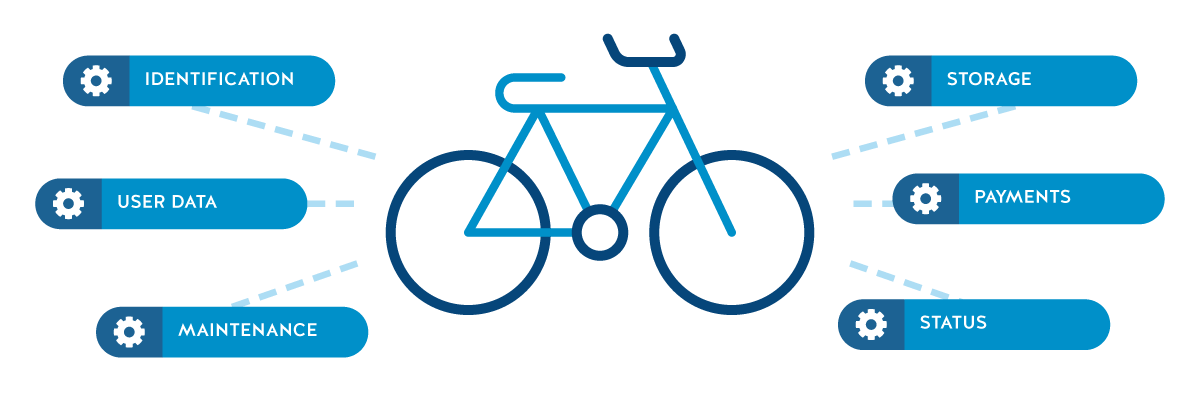 IDENTIFICATION
USER DATA
MAINTENANCE
STORAGE
PAYMENTS
STATUS